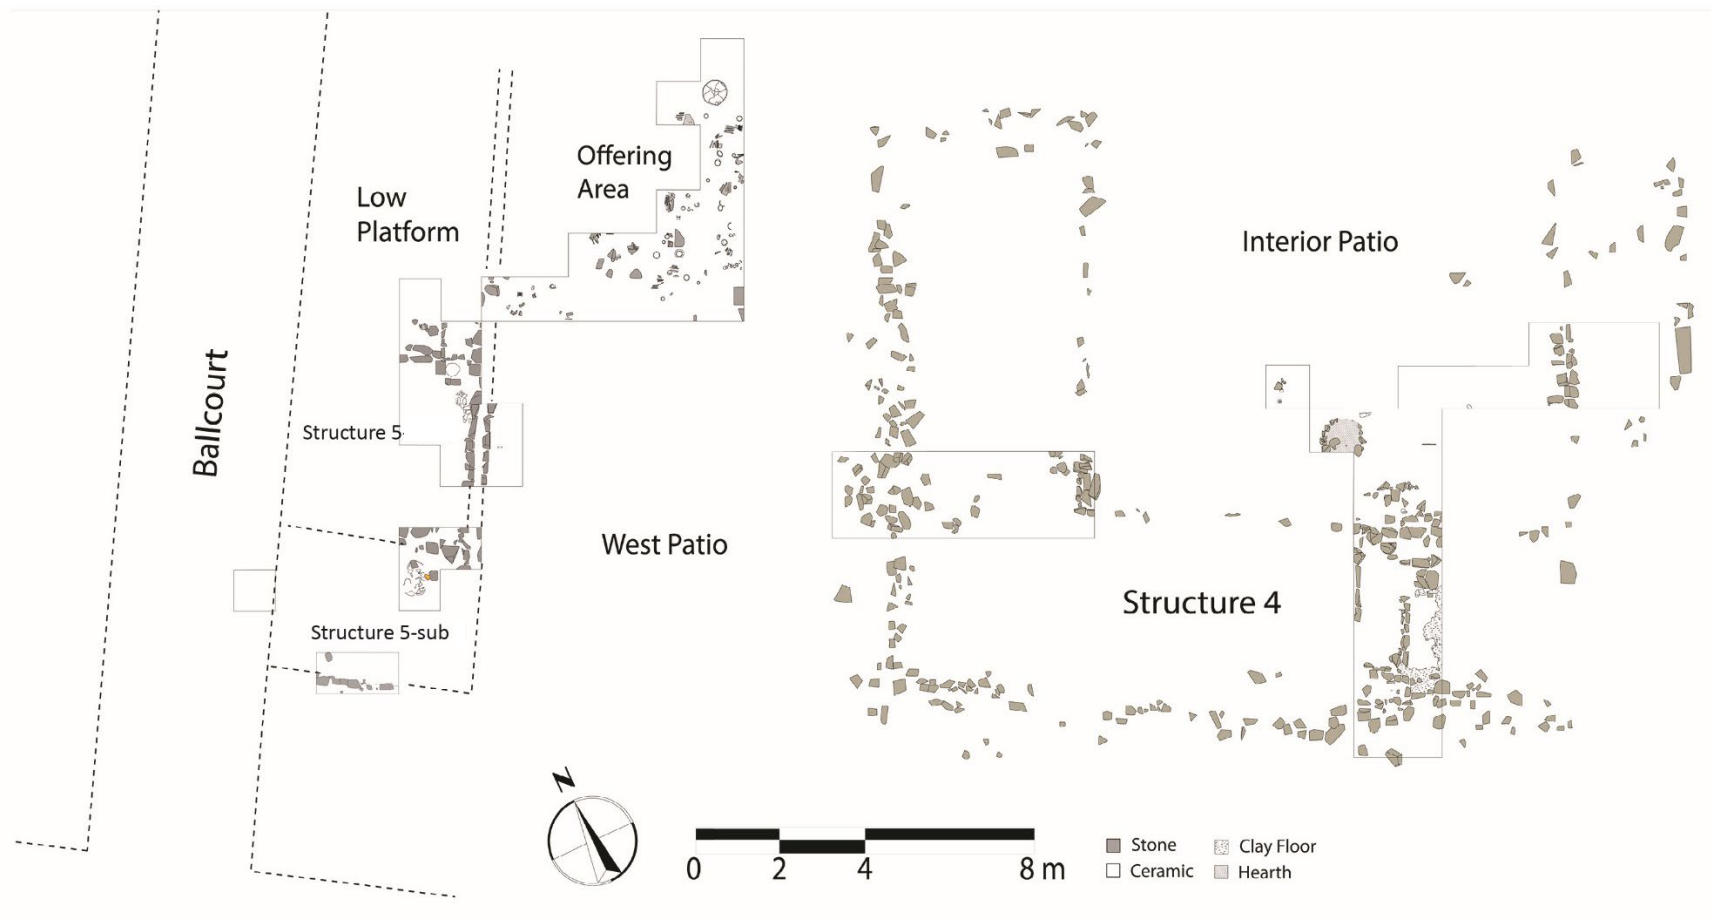 Offering
Area
Low
Platform
Interior Patio
Ballcourt
Structure 5
West Patio
Structure 4
Structure 5-sub
N
0 2 4 8 m
Stone
Clay Floor
Ceramic
Hearth